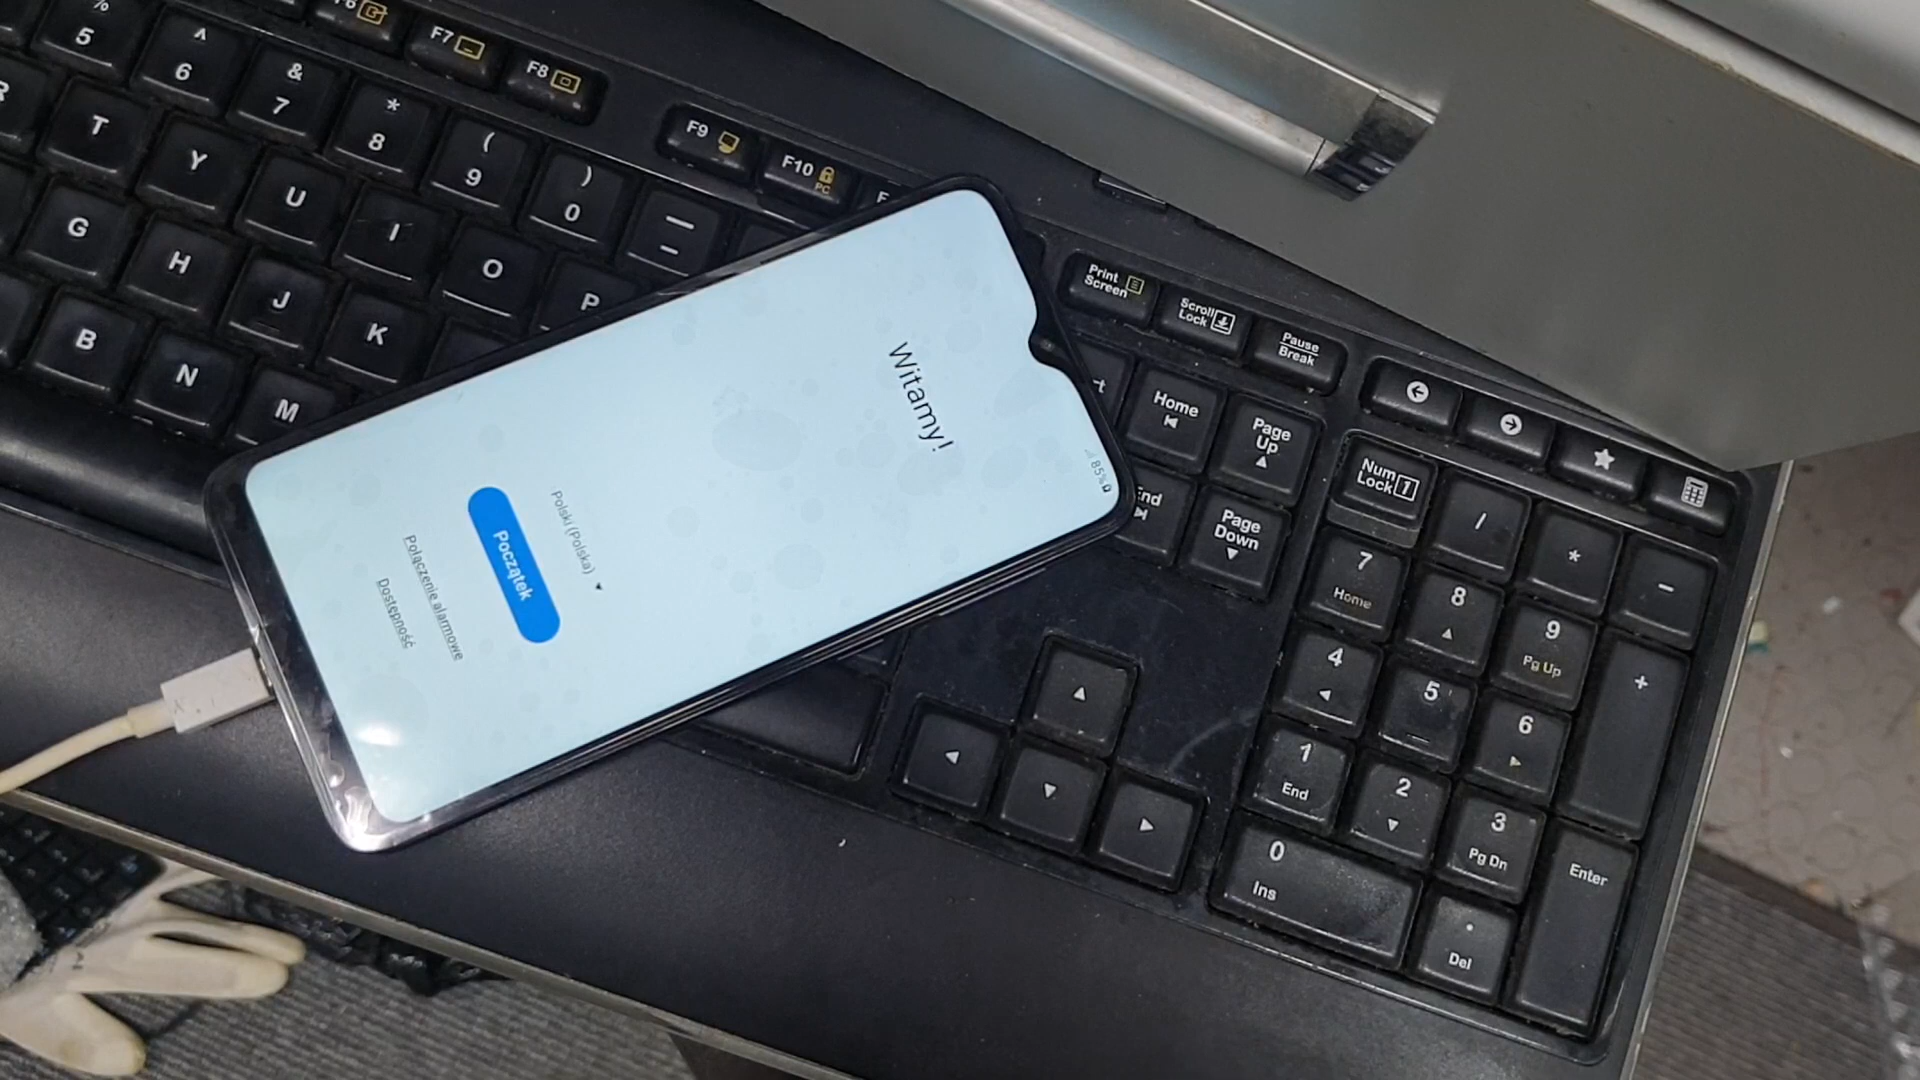 85%
Witamy!
Polski (Polska)
Początek
Połączenie alarmowe
Dostępność
%
5
^
6
&
7
*
8
(
9
)
0
F7
F8
F9
F10
PC
T
Y
U
I
O
P
G
H
J
K
B
N
M
Print
Screen
Scroll
Lock
Pause
Break
Home
Page
Up
End
Page
Down
Num
Lock 1
/
*
-
7
Home
8
9
Pg Up
+
4
5
6
1
End
2
3
Pg Dn
Enter
0
Ins
.
Del